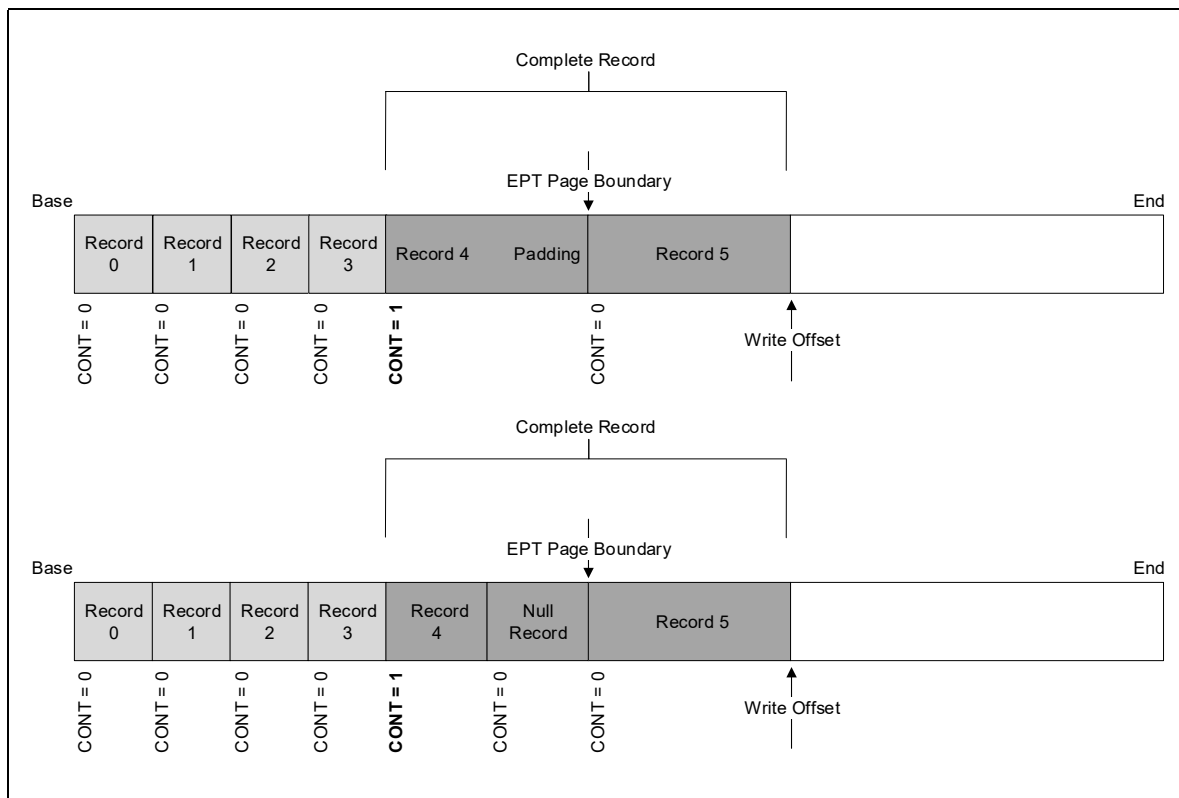 Complete Record
EPT Page Boundary
Base
End
Record
0
Record
1
Record
2
Record
3
Record 4
Padding
Record 5
CONT = 0
CONT = 0
CONT = 0
CONT = 0
CONT = 1
CONT = 0
Write Offset
Complete Record
EPT Page Boundary
Base
End
Record
0
Record
1
Record
2
Record
3
Record
4
Null
Record
Record 5
CONT = 0
CONT = 0
CONT = 0
CONT = 0
CONT = 1
CONT = 0
CONT = 0
Write Offset